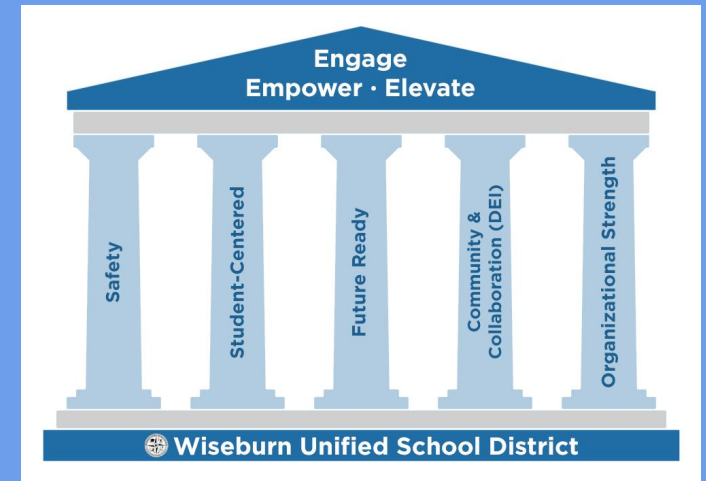 Engage
Empower · Elevate
Safety
Student-Centered
Future Ready
Community &
Collaboration (DEI)
Organizational Strength
Wiseburn Unified School District